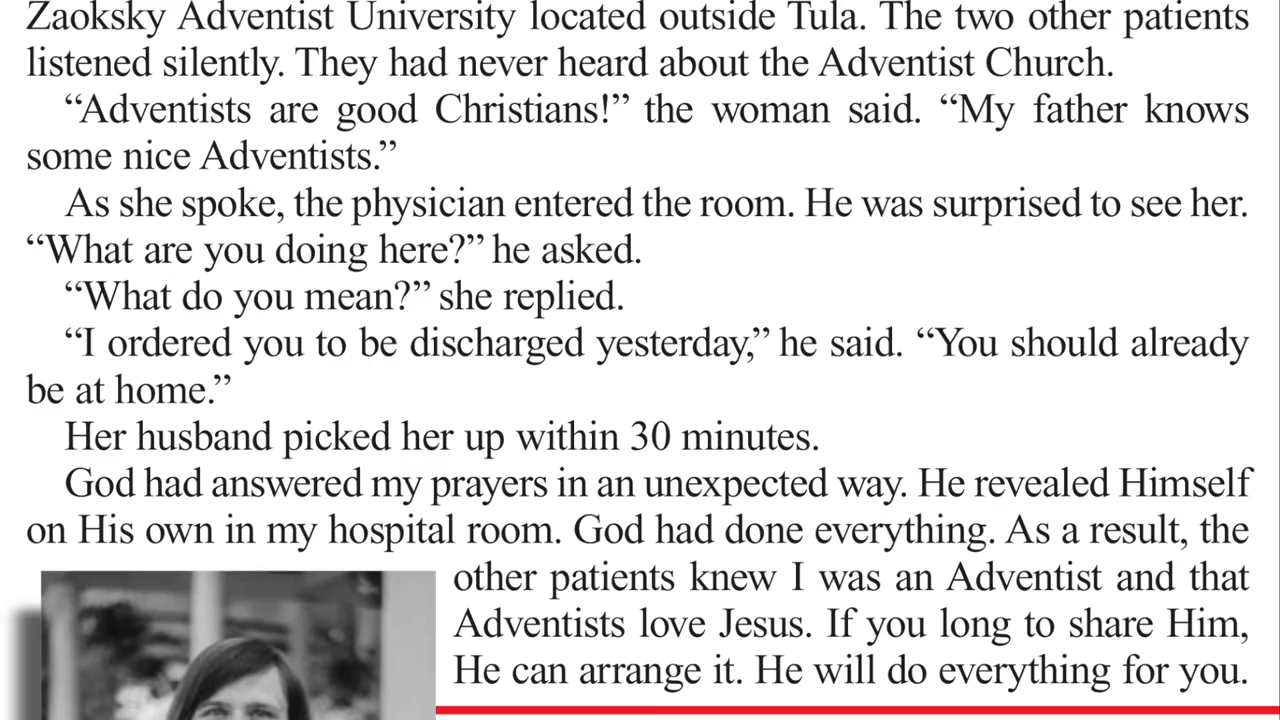 Zaoksky Adventist University located outside Tula. The two other patients
listened silently. They had never heard about the Adventist Church.
“Adventists are good Christians!” the woman said. “My father knows
some nice Adventists.”
As she spoke, the physician entered the room. He was surprised to see her.
“What are you doing here?” he asked.
“What do you mean?” she replied.
“I ordered you to be discharged yesterday,” he said. “You should already
be at home.”
Her husband picked her up within 30 minutes.
God had answered my prayers in an unexpected way. He revealed Himself
on His own in my hospital room. God had done everything. As a result, the
other patients knew I was an Adventist and that
Adventists love Jesus. If you long to share Him,
He can arrange it. He will do everything for you.